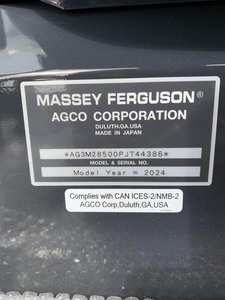 MASSEY FERGUSON®
AGCO CORPORATION
DULUTH,GA.USA
MADE IN JAPAN
*AG3M28500PJT44386*
MODEL & SERIAL NO.
Model Year = 2024
Complies with CAN ICES-2/NMB-2
AGCO Corp,Duluth,GA,USA